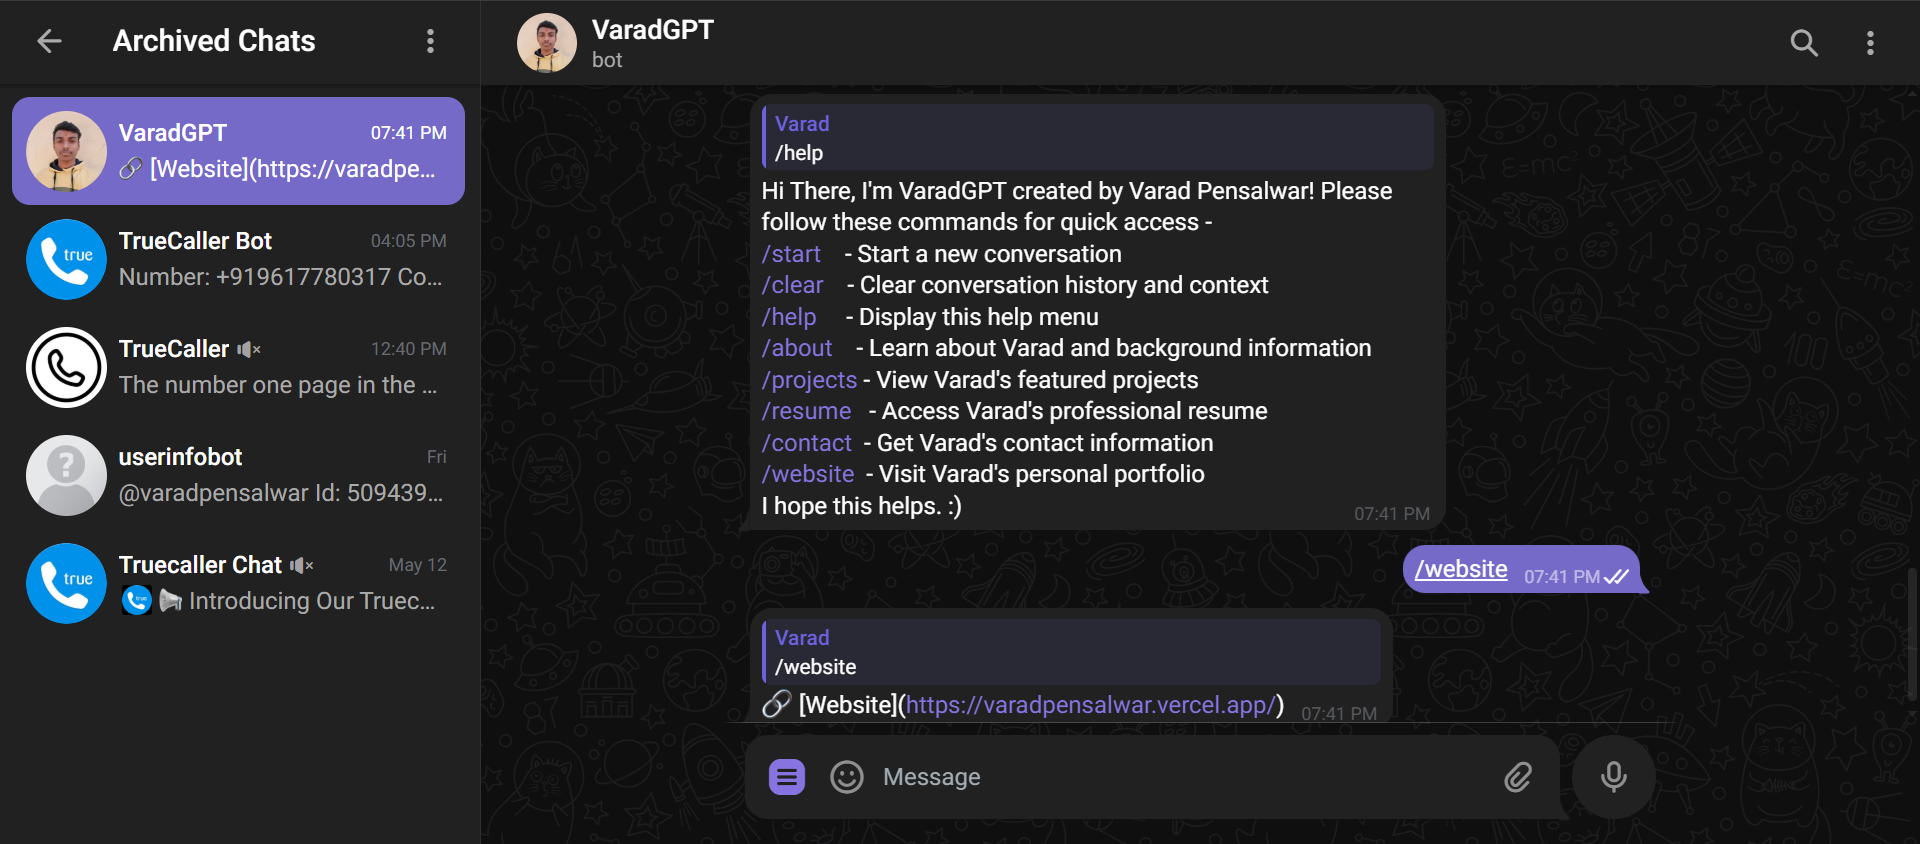 Archived Chats
VaradGPT
07:41 PM
[Website](https://varadpe...
true
TrueCaller Bot
04:05 PM
Number: +919617780317 Co...
TrueCaller
12:40 PM
The number one page in the ...
?
userinfobot
Fri
@varadpensalwar Id: 509439...
true
Truecaller Chat
May 12
true
Introducing Our Truec...
VaradGPT
bot
Varad
/help
Hi There, I'm VaradGPT created by Varad Pensalwar! Please
follow these commands for quick access -
/start - Start a new conversation
/clear - Clear conversation history and context
/help - Display this help menu
/about - Learn about Varad and background information
/projects - View Varad's featured projects
/resume - Access Varad's professional resume
/contact - Get Varad's contact information
/website - Visit Varad's personal portfolio
I hope this helps. :)
07:41 PM
/website 07:41 PM
Varad
/website
[Website](https://varadpensalwar.vercel.app/)
07:41 PM
Message
E=mc²
E=mc²